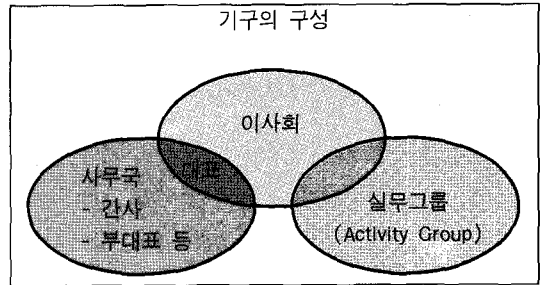 기구의 구성
이사회
대표
사무국
- 간사
- 부대표 등
실무그룹
(Activity Group)